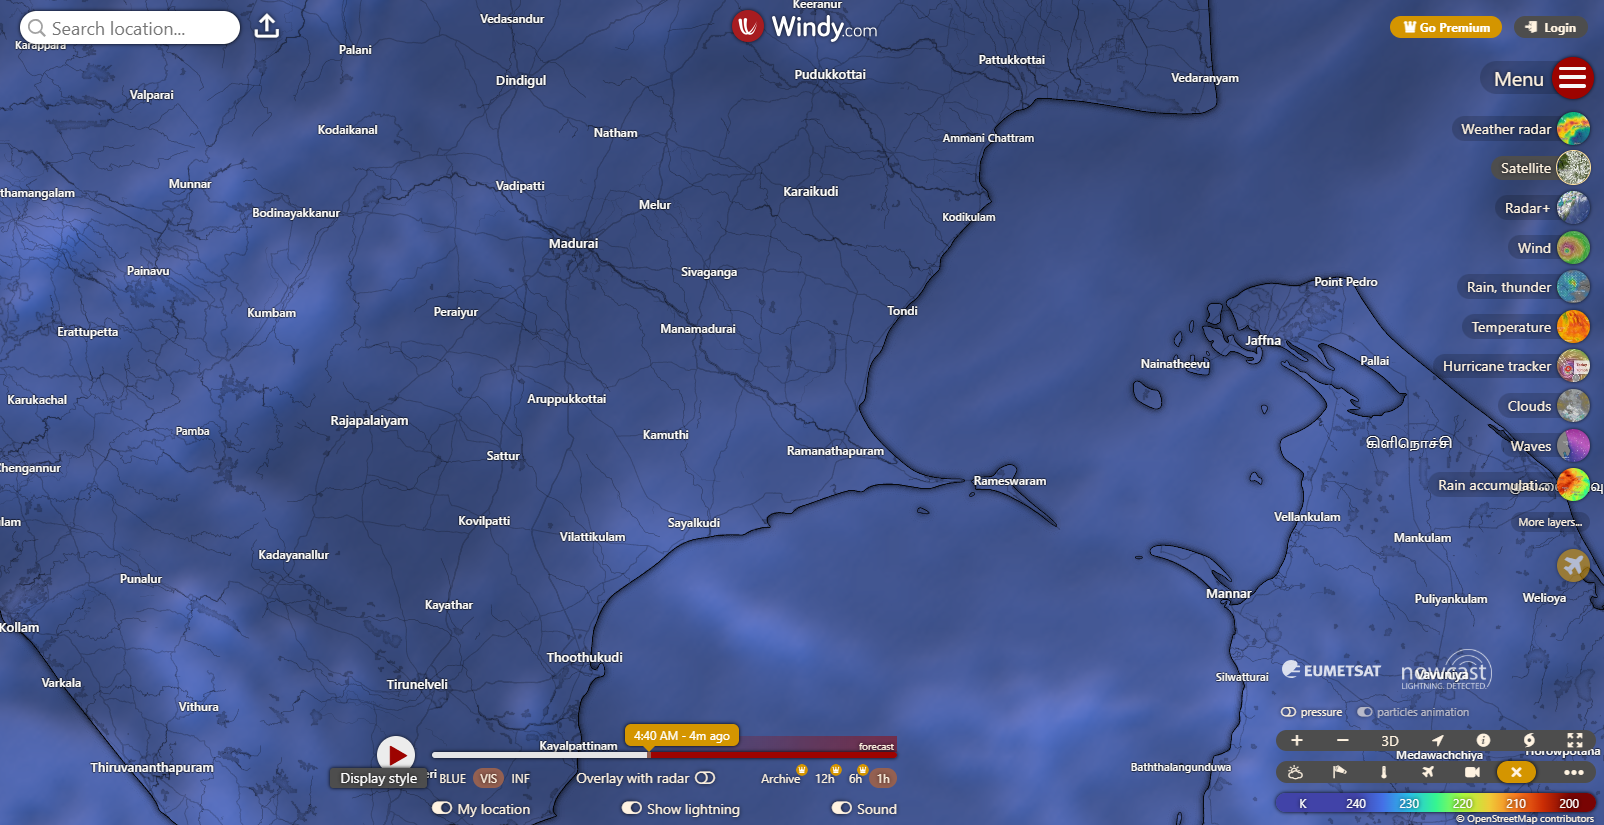 Search location...
Windy.com
Go Premium
Login
Menu
Weather radar
Satellite
Radar+
Wind
Rain, thunder
Temperature
Hurricane tracker
Clouds
Waves
Rain accumulati...
More layers...
Keeranur
Vedasandur
Karappara
Palani
Pattukkottai
Pudukkottai
Vedaranyam
Dindigul
Valparai
Kodaikanal
Natham
Ammani Chattram
Munnar
Vadipatti
Karaikudi
thamangalam
Melur
Bodinayakkanur
Kodikulam
Madurai
Painavu
Sivaganga
Point Pedro
Kumbam
Peraiyur
Tondi
Erattupetta
Manamadurai
Jaffna
Nainatheevu
Pallai
Karukachal
Aruppukkottai
Rajapalaiyam
Pamba
Kamuthi
கிளிநொச்சி
Sattur
Ramanathapuram
Chengannur
Rameswaram
Vellankulam
Kovilpatti
Sayalkudi
lam
Vilattikulam
Mankulam
Kadayanallur
Punalur
Mannar
Puliyankulam
Welioya
Kayathar
Kollam
Thoothukudi
Silwatturai
Vavuniya
Varkala
Tirunelveli
Vithura
Kayalpattinam
Thiruvananthapuram
Baththalangunduwa
Medawachchiya
Horowpotana
EUMETSAT
nowcast
LIGHTNING. DETECTED.
pressure
particles animation
4:40 AM - 4m ago
forecast
Display style
eri
BLUE
VIS
INF
Overlay with radar
Archive
12h
6h
1h
My location
Show lightning
Sound
3D
K 240 230 220 210 200
© OpenStreetMap contributors